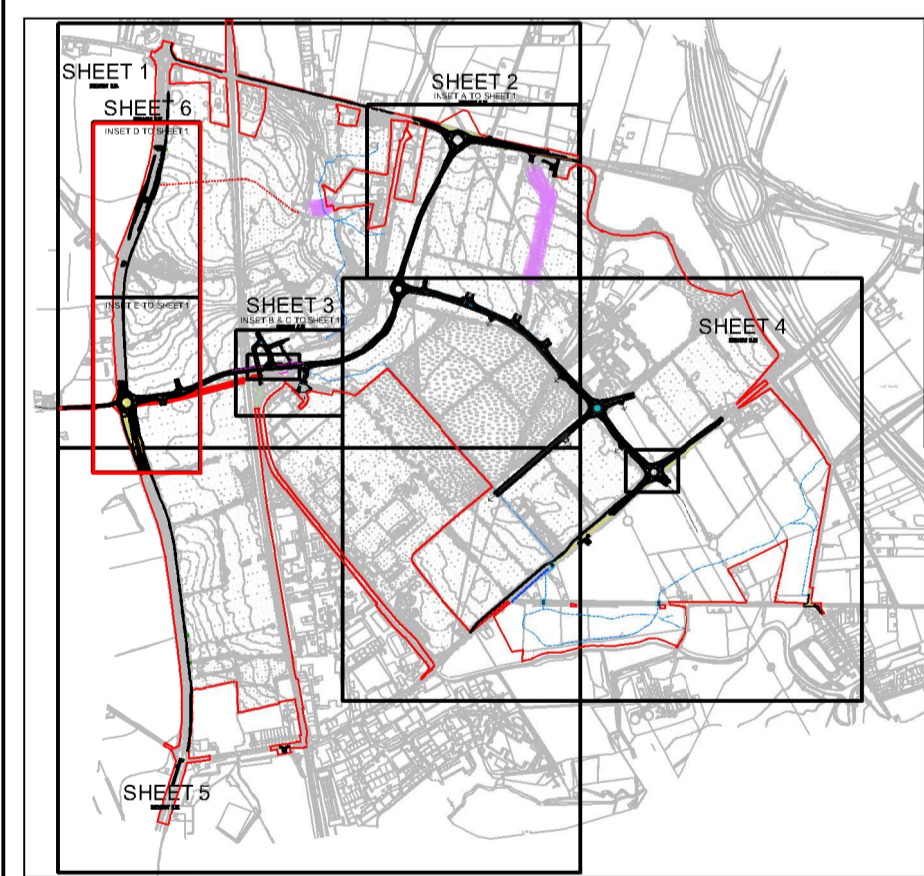 SHEET 1
SHEET 2
INSET A TO SHEET 1
SHEET 6
INSET D TO SHEET 1
INSET E TO SHEET 1
SHEET 3
INSET B & C TO SHEET 1
SHEET 4
SHEET 5